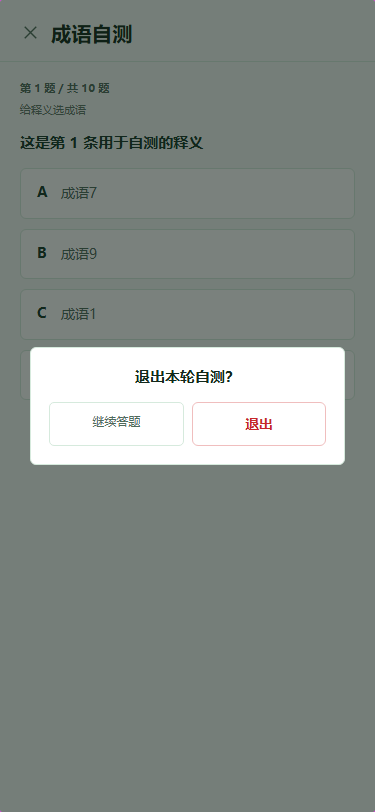 成语自测
第 1 题 / 共 10 题
给释义选成语
这是第 1 条用于自测的释义
A 成语7
B 成语9
C 成语1
退出本轮自测？
继续答题 退出